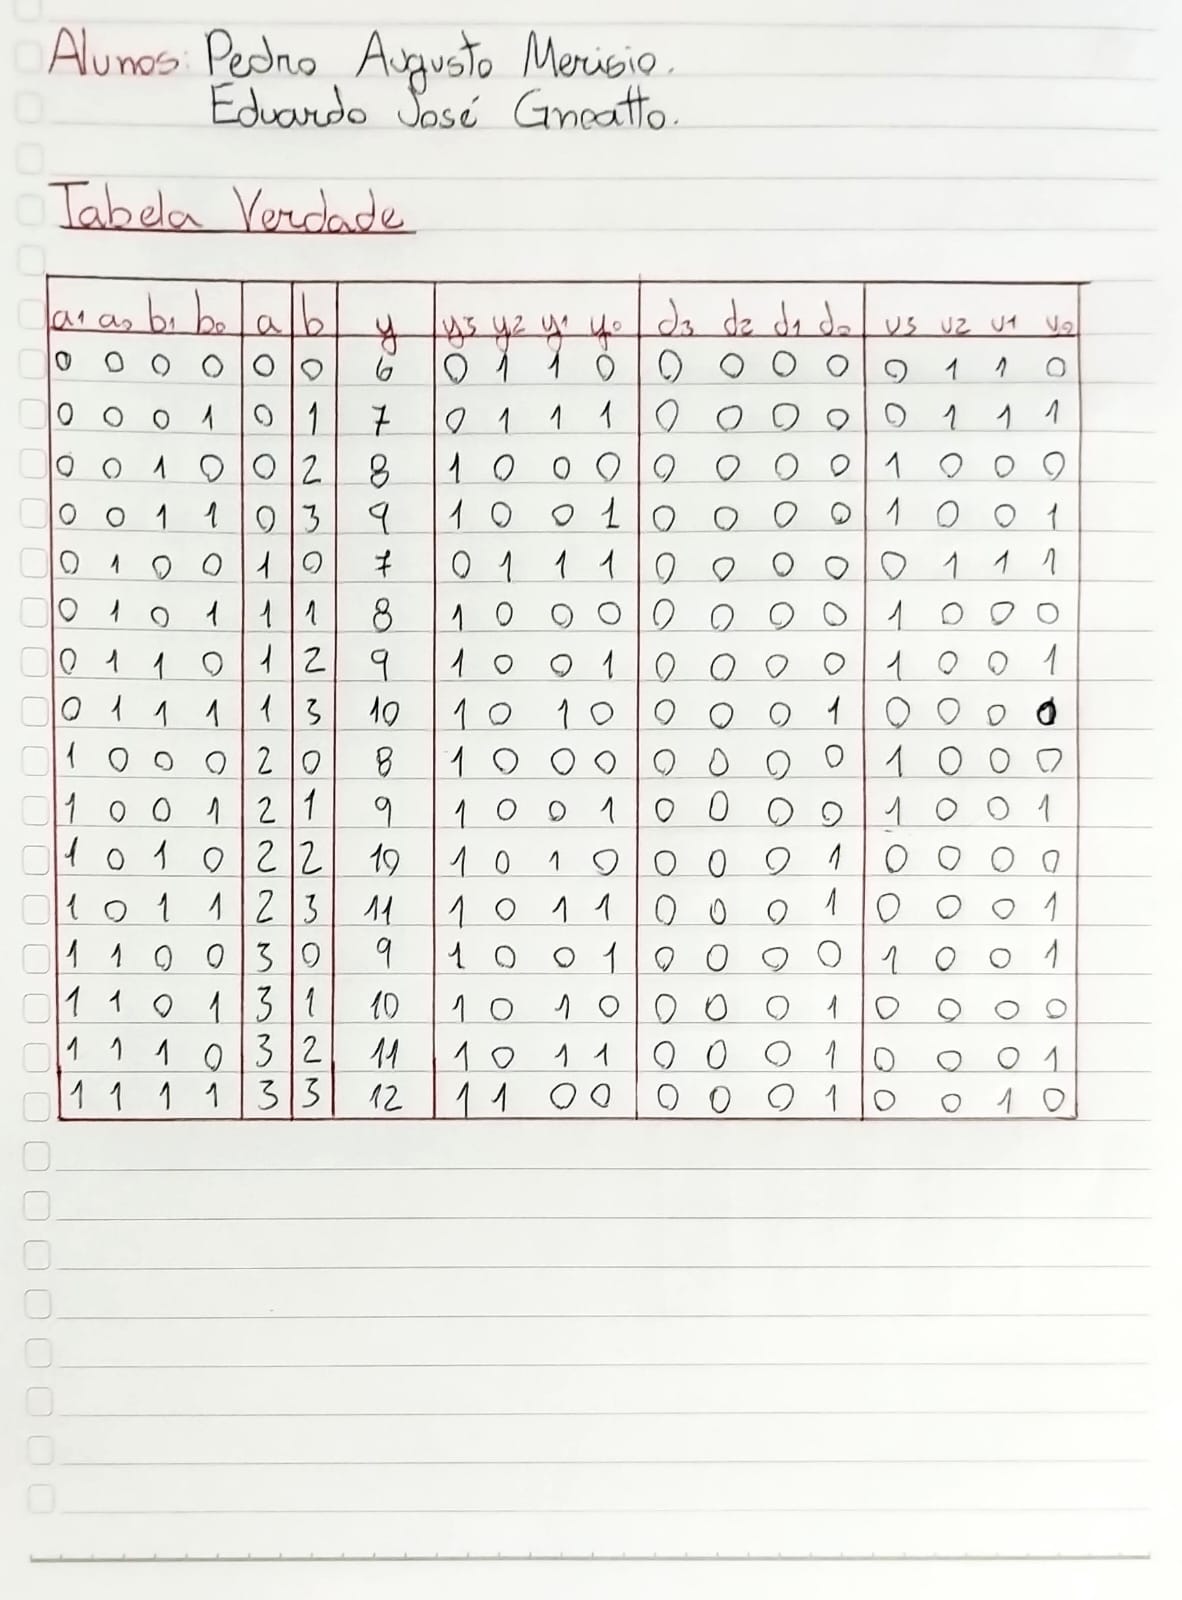 Alunos: Pedro Augusto Merisio.
Eduardo José Gneatto.
Tabela Verdade
a1 a0 b1 b0 a b y y3 y2 y1 y0 d3 d2 d1 d0 v3 v2 v1 v0
0 0 0 0 0 0 6 0 1 1 0 0 0 0 0 0 1 1 0
0 0 0 1 0 1 7 0 1 1 1 0 0 0 0 0 1 1 1
0 0 1 0 0 2 8 1 0 0 0 0 0 0 0 1 0 0 0
0 0 1 1 0 3 9 1 0 0 1 0 0 0 0 1 0 0 1
0 1 0 0 1 0 7 0 1 1 1 0 0 0 0 0 1 1 1
0 1 0 1 1 1 8 1 0 0 0 0 0 0 0 1 0 0 0
0 1 1 0 1 2 9 1 0 0 1 0 0 0 0 1 0 0 1
0 1 1 1 1 3 10 1 0 1 0 0 0 0 1 0 0 0 0
1 0 0 0 2 0 8 1 0 0 0 0 0 0 0 1 0 0 0
1 0 0 1 2 1 9 1 0 0 1 0 0 0 0 1 0 0 1
1 0 1 0 2 2 10 1 0 1 0 0 0 0 1 0 0 0 0
1 0 1 1 2 3 11 1 0 1 1 0 0 0 1 0 0 0 1
1 1 0 0 3 0 9 1 0 0 1 0 0 0 0 1 0 0 1
1 1 0 1 3 1 10 1 0 1 0 0 0 0 1 0 0 0 0
1 1 1 0 3 2 11 1 0 1 1 0 0 0 1 0 0 0 1
1 1 1 1 3 3 12 1 1 0 0 0 0 0 1 0 0 1 0